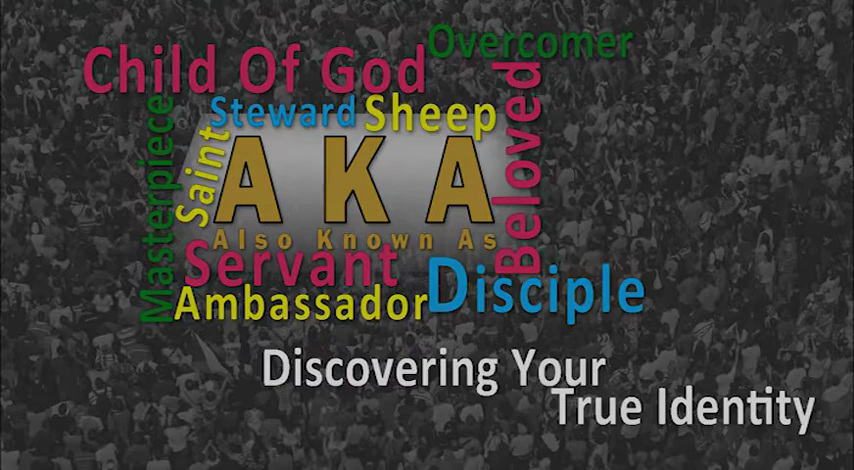 Overcomer
Child Of God
Beloved
Masterpiece
Saint
Steward
Sheep
AKA
Also Known As
Servant
Disciple
Ambassador
Discovering Your
True Identity